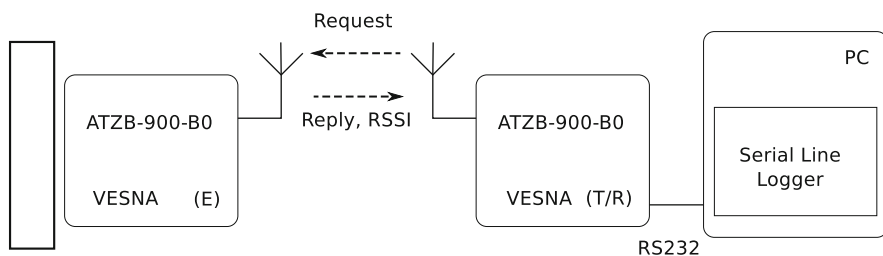 Request
PC
ATZB-900-B0
Reply, RSSI
ATZB-900-B0
Serial Line
Logger
VESNA (E)
VESNA (T/R)
RS232